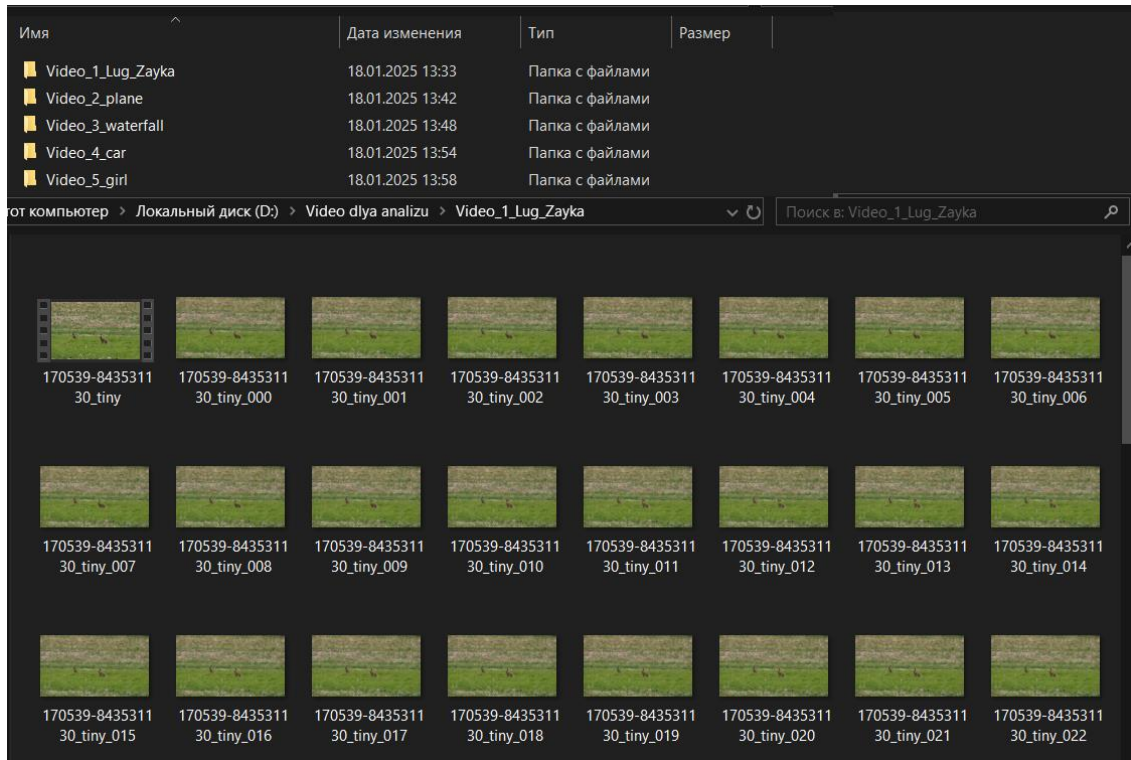 Имя Дата изменения Тип Размер
Video_1_Lug_Zayka 18.01.2025 13:33 Папка с файлами
Video_2_plane 18.01.2025 13:42 Папка с файлами
Video_3_waterfall 18.01.2025 13:48 Папка с файлами
Video_4_car 18.01.2025 13:54 Папка с файлами
Video_5_girl 18.01.2025 13:58 Папка с файлами
тот компьютер > Локальный диск (D:) > Video dlya analizu > Video_1_Lug_Zayka Поиск в: Video_1_Lug_Zayka
170539-8435311 170539-8435311 170539-8435311 170539-8435311 170539-8435311 170539-8435311 170539-8435311 170539-8435311
30_tiny 30_tiny_000 30_tiny_001 30_tiny_002 30_tiny_003 30_tiny_004 30_tiny_005 30_tiny_006
170539-8435311 170539-8435311 170539-8435311 170539-8435311 170539-8435311 170539-8435311 170539-8435311 170539-8435311
30_tiny_007 30_tiny_008 30_tiny_009 30_tiny_010 30_tiny_011 30_tiny_012 30_tiny_013 30_tiny_014
170539-8435311 170539-8435311 170539-8435311 170539-8435311 170539-8435311 170539-8435311 170539-8435311 170539-8435311
30_tiny_015 30_tiny_016 30_tiny_017 30_tiny_018 30_tiny_019 30_tiny_020 30_tiny_021 30_tiny_022